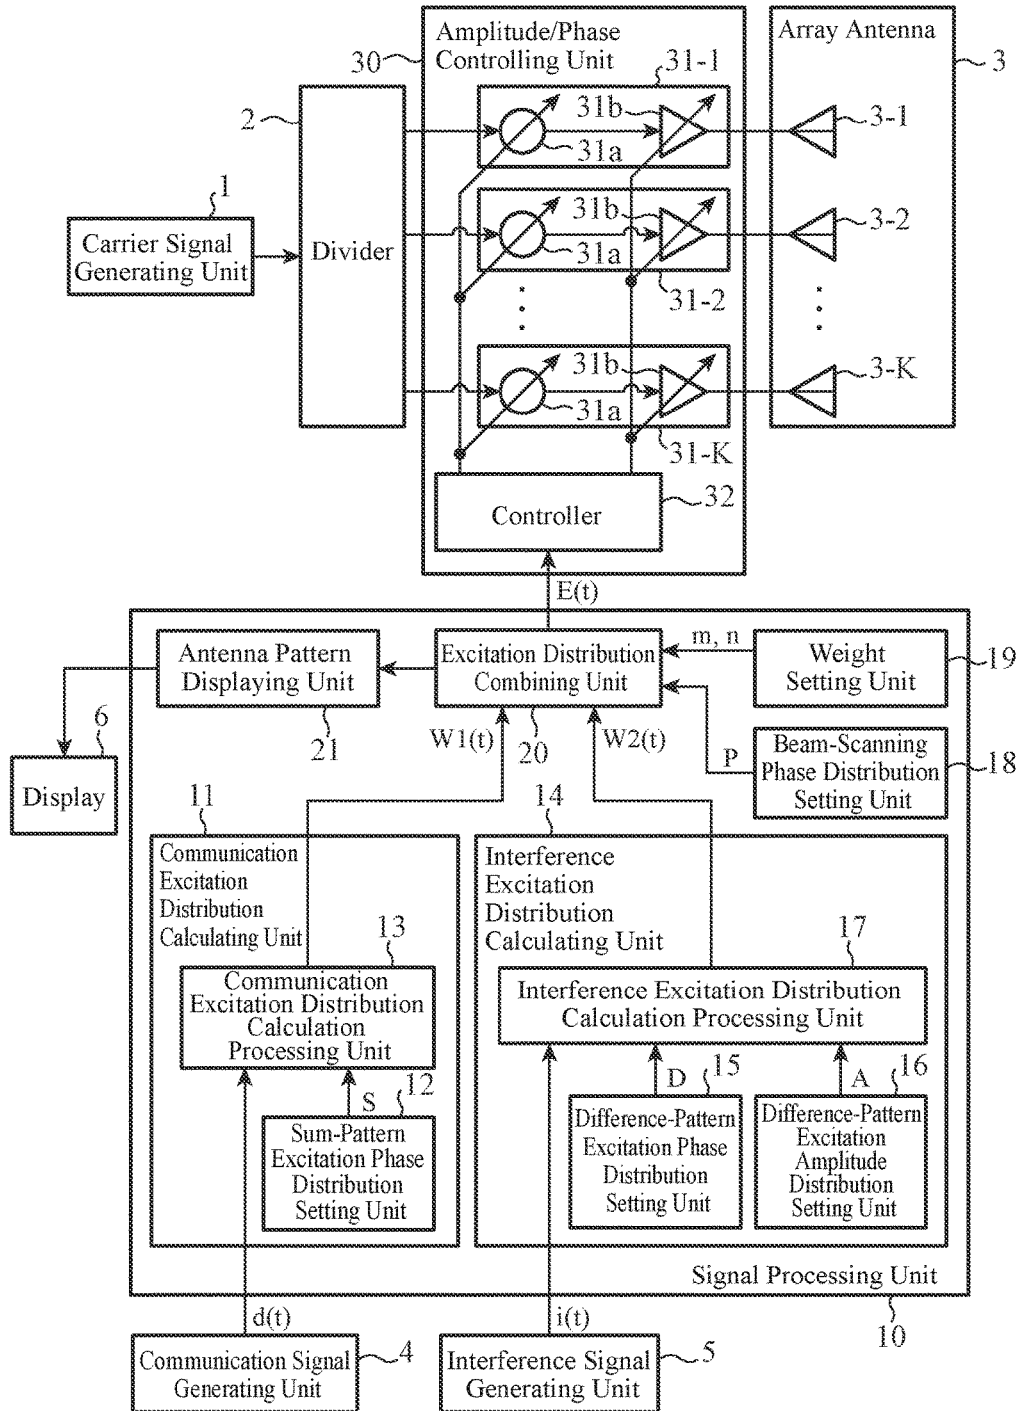 Amplitude/Phase
Controlling Unit
30
31-1
Array Antenna
3
2
31b
31a
3-1
1
Carrier Signal
Generating Unit
Divider
31b
31a
31-2
3-2
31b
31a
31-K
3-K
Controller
32
E(t)
Antenna Pattern
Displaying Unit
21
Excitation Distribution
Combining Unit
20
m, n
Weight
Setting Unit
19
6
Display
W1(t)
W2(t)
P
Beam-Scanning
Phase Distribution
Setting Unit
18
11
Communication
Excitation
Distribution
Calculating Unit
13
Communication
Excitation Distribution
Calculation
Processing Unit
S
12
Sum-Pattern
Excitation Phase
Distribution
Setting Unit
14
Interference
Excitation
Distribution
Calculating Unit
17
Interference Excitation Distribution
Calculation Processing Unit
D
15
Difference-Pattern
Excitation Phase
Distribution
Setting Unit
A
16
Difference-Pattern
Excitation
Amplitude
Distribution
Setting Unit
Signal Processing Unit
10
d(t)
i(t)
Communication Signal
Generating Unit
4
Interference Signal
Generating Unit
5